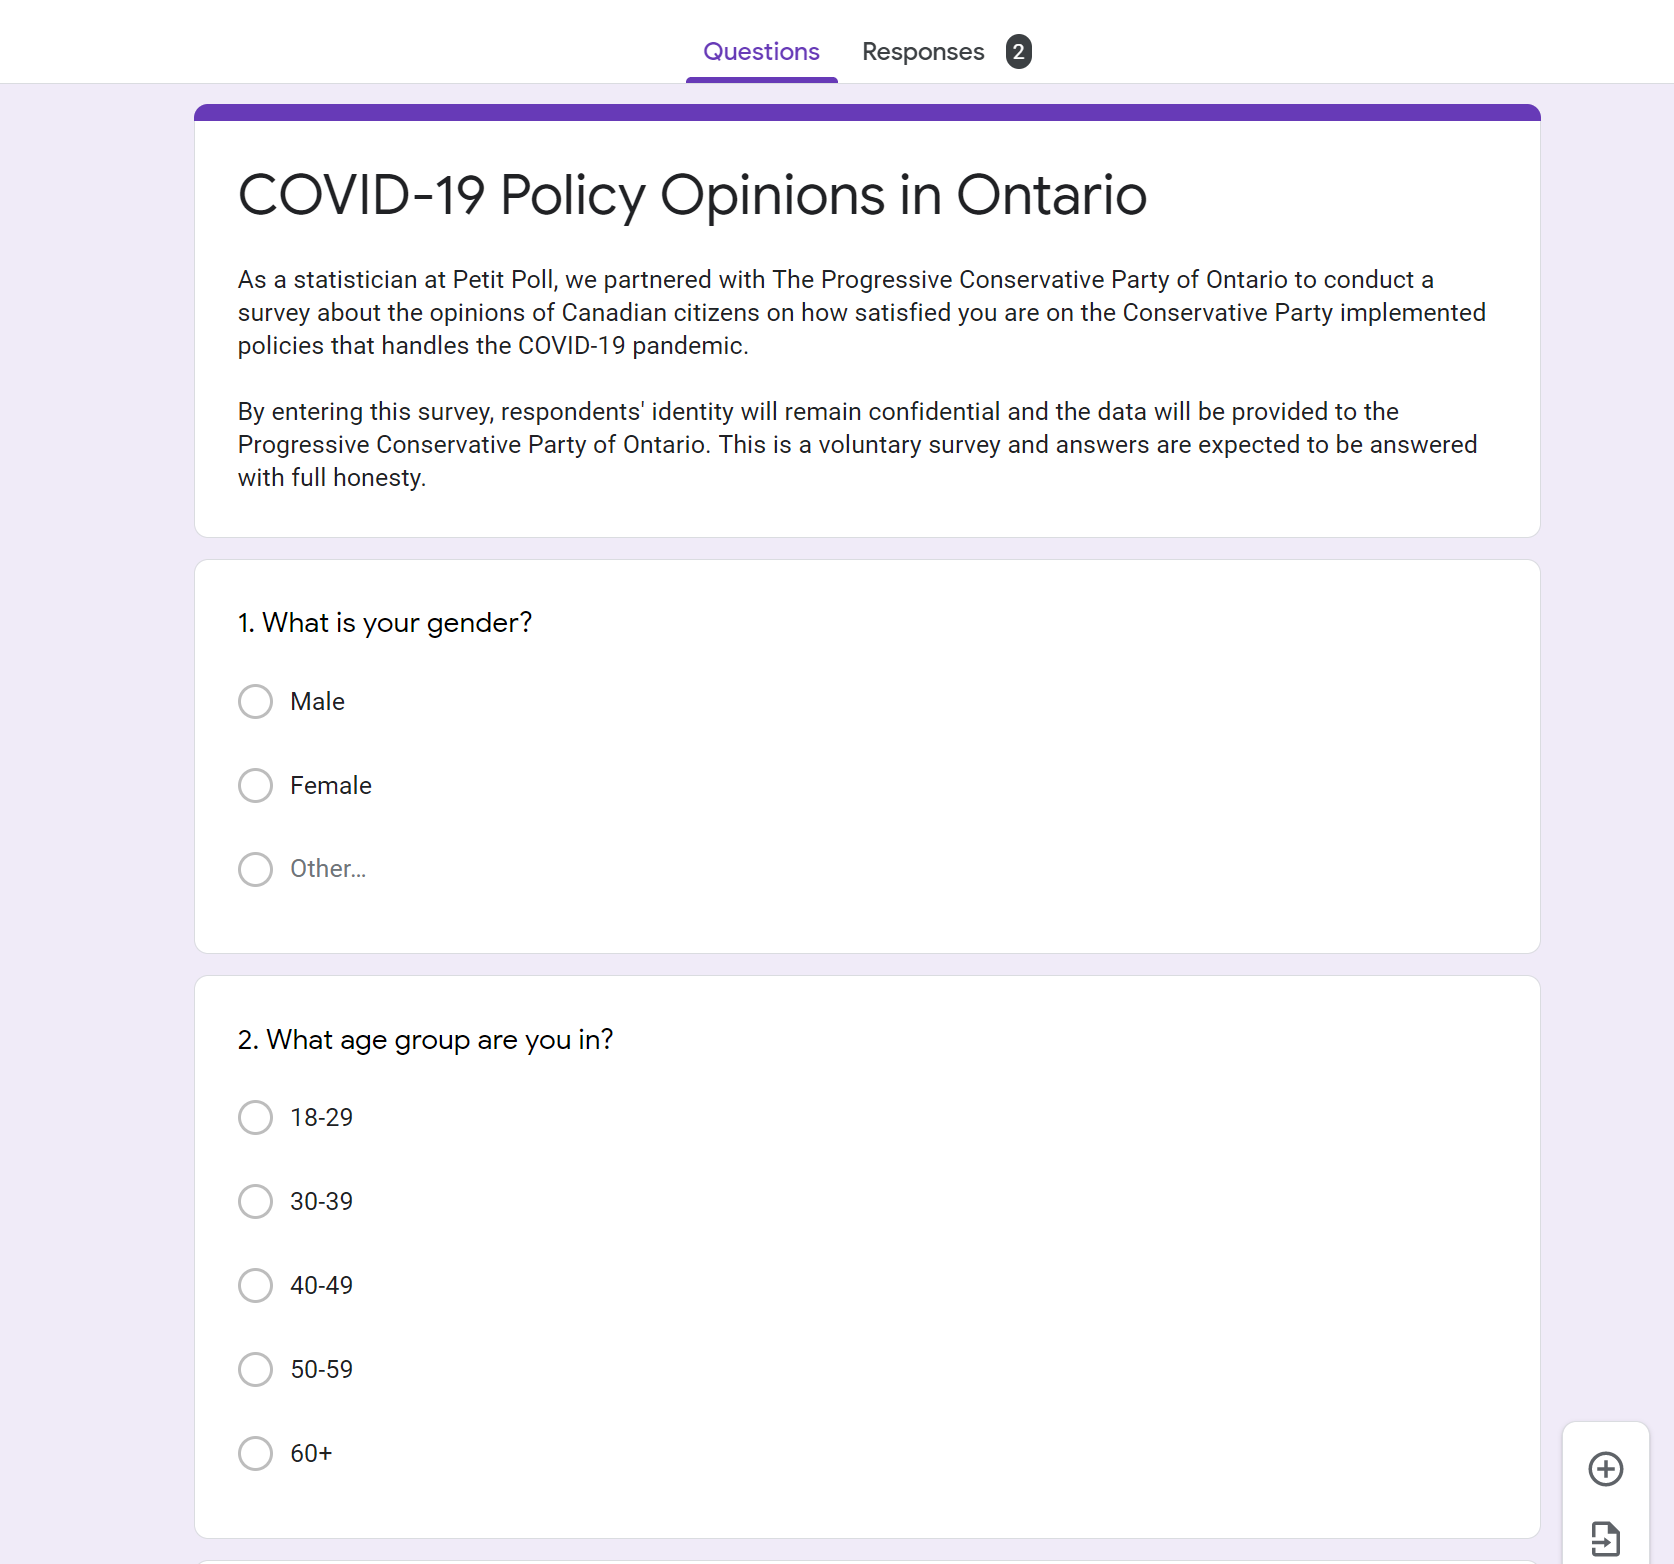 Questions
Responses 2
COVID-19 Policy Opinions in Ontario
As a statistician at Petit Poll, we partnered with The Progressive Conservative Party of Ontario to conduct a
survey about the opinions of Canadian citizens on how satisfied you are on the Conservative Party implemented
policies that handles the COVID-19 pandemic.
By entering this survey, respondents' identity will remain confidential and the data will be provided to the
Progressive Conservative Party of Ontario. This is a voluntary survey and answers are expected to be answered
with full honesty.
1. What is your gender?
Male
Female
Other...
2. What age group are you in?
18-29
30-39
40-49
50-59
60+